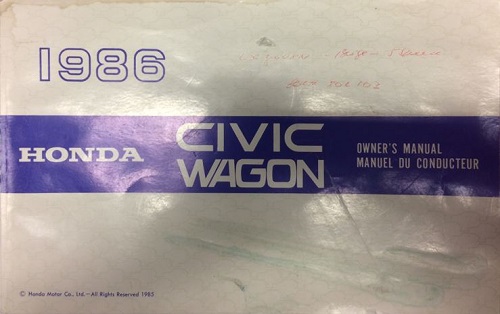 1986
HONDA
CIVIC
WAGON
OWNER'S MANUAL
MANUEL DU CONDUCTEUR
© Honda Motor Co., Ltd. — All Rights Reserved 1985